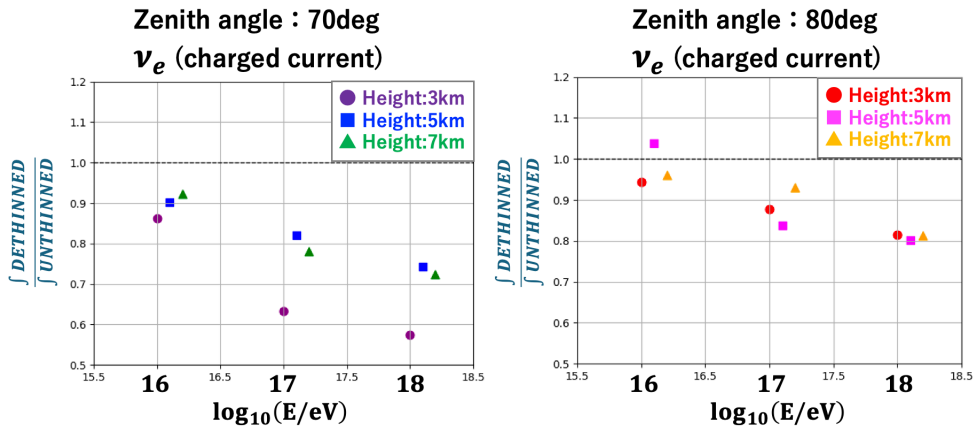 Zenith angle：70deg
ν_e (charged current)
1.2
1.1
1.0
0.9
0.8
0.7
0.6
0.5
Height:3km
Height:5km
Height:7km
∫ DETHINNED
∫ UNTHINNED
15.5
16
16.5
17
17.5
18
18.5
log₁₀(E/eV)
Zenith angle：80deg
ν_e (charged current)
1.2
1.1
1.0
0.9
0.8
0.7
0.6
0.5
Height:3km
Height:5km
Height:7km
∫ DETHINNED
∫ UNTHINNED
15.5
16
16.5
17
17.5
18
18.5
log₁₀(E/eV)